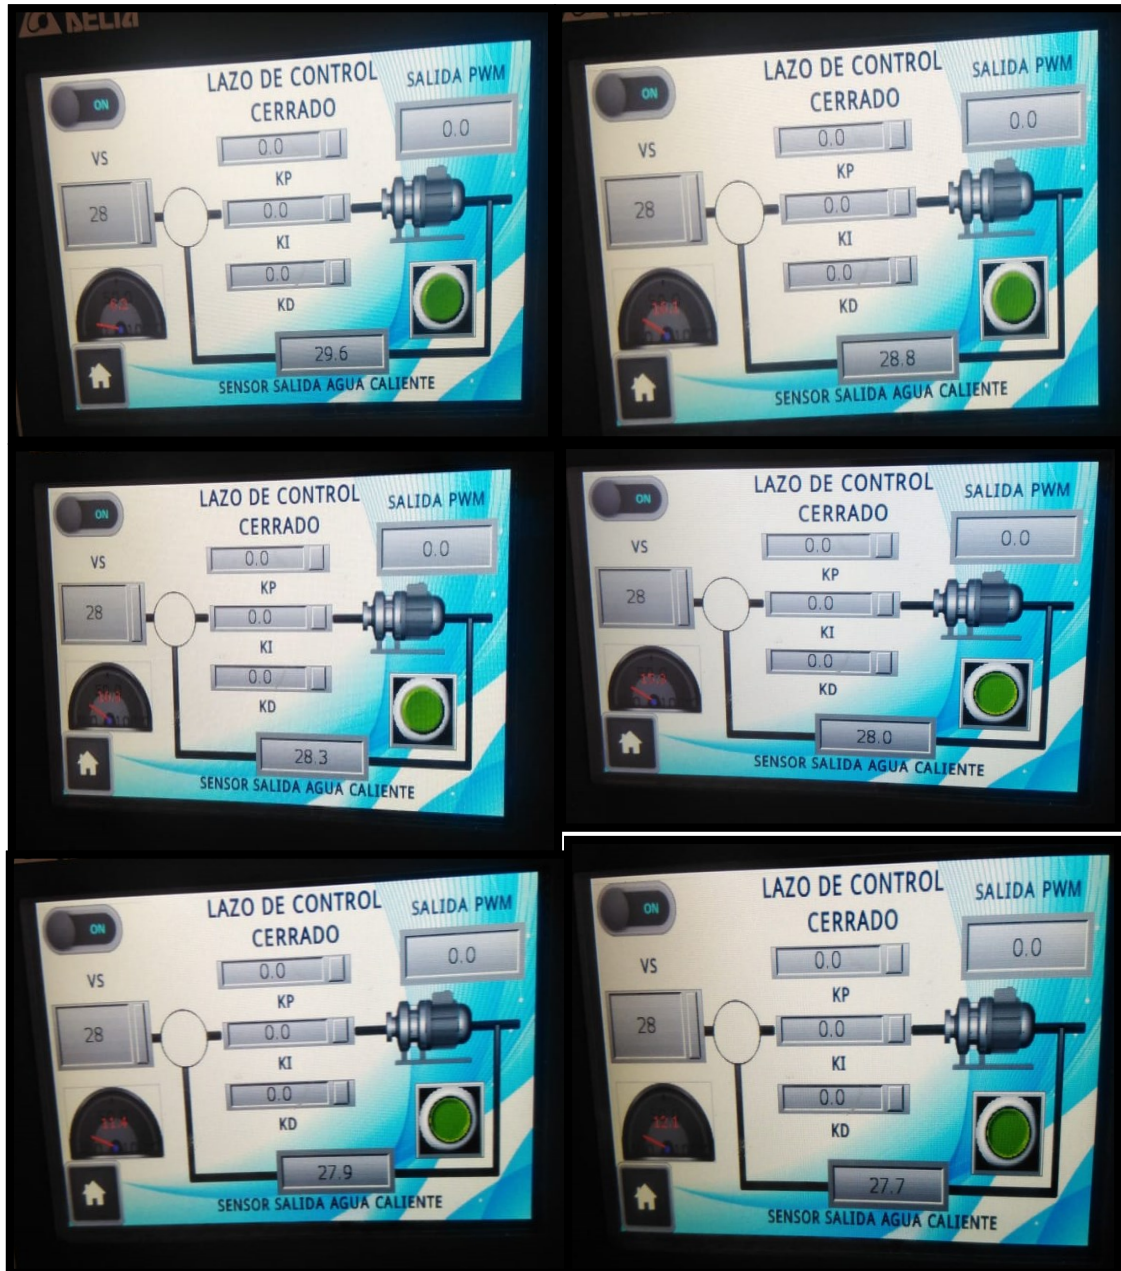 DELTA
LAZO DE CONTROL
CERRADO
SALIDA PWM
ON
0.0
0.0
VS
KP
28
0.0
KI
0.0
KD
29.6
SENSOR SALIDA AGUA CALIENTE
LAZO DE CONTROL
CERRADO
SALIDA PWM
ON
0.0
0.0
VS
KP
28
0.0
KI
0.0
KD
28.8
SENSOR SALIDA AGUA CALIENTE
LAZO DE CONTROL
CERRADO
SALIDA PWM
ON
0.0
0.0
VS
KP
28
0.0
KI
0.0
KD
28.3
SENSOR SALIDA AGUA CALIENTE
LAZO DE CONTROL
CERRADO
SALIDA PWM
ON
0.0
0.0
VS
KP
28
0.0
KI
0.0
KD
28.0
SENSOR SALIDA AGUA CALIENTE
LAZO DE CONTROL
CERRADO
SALIDA PWM
ON
0.0
0.0
VS
KP
28
0.0
KI
0.0
KD
27.9
SENSOR SALIDA AGUA CALIENTE
LAZO DE CONTROL
CERRADO
SALIDA PWM
ON
0.0
0.0
VS
KP
28
0.0
KI
0.0
KD
27.7
SENSOR SALIDA AGUA CALIENTE